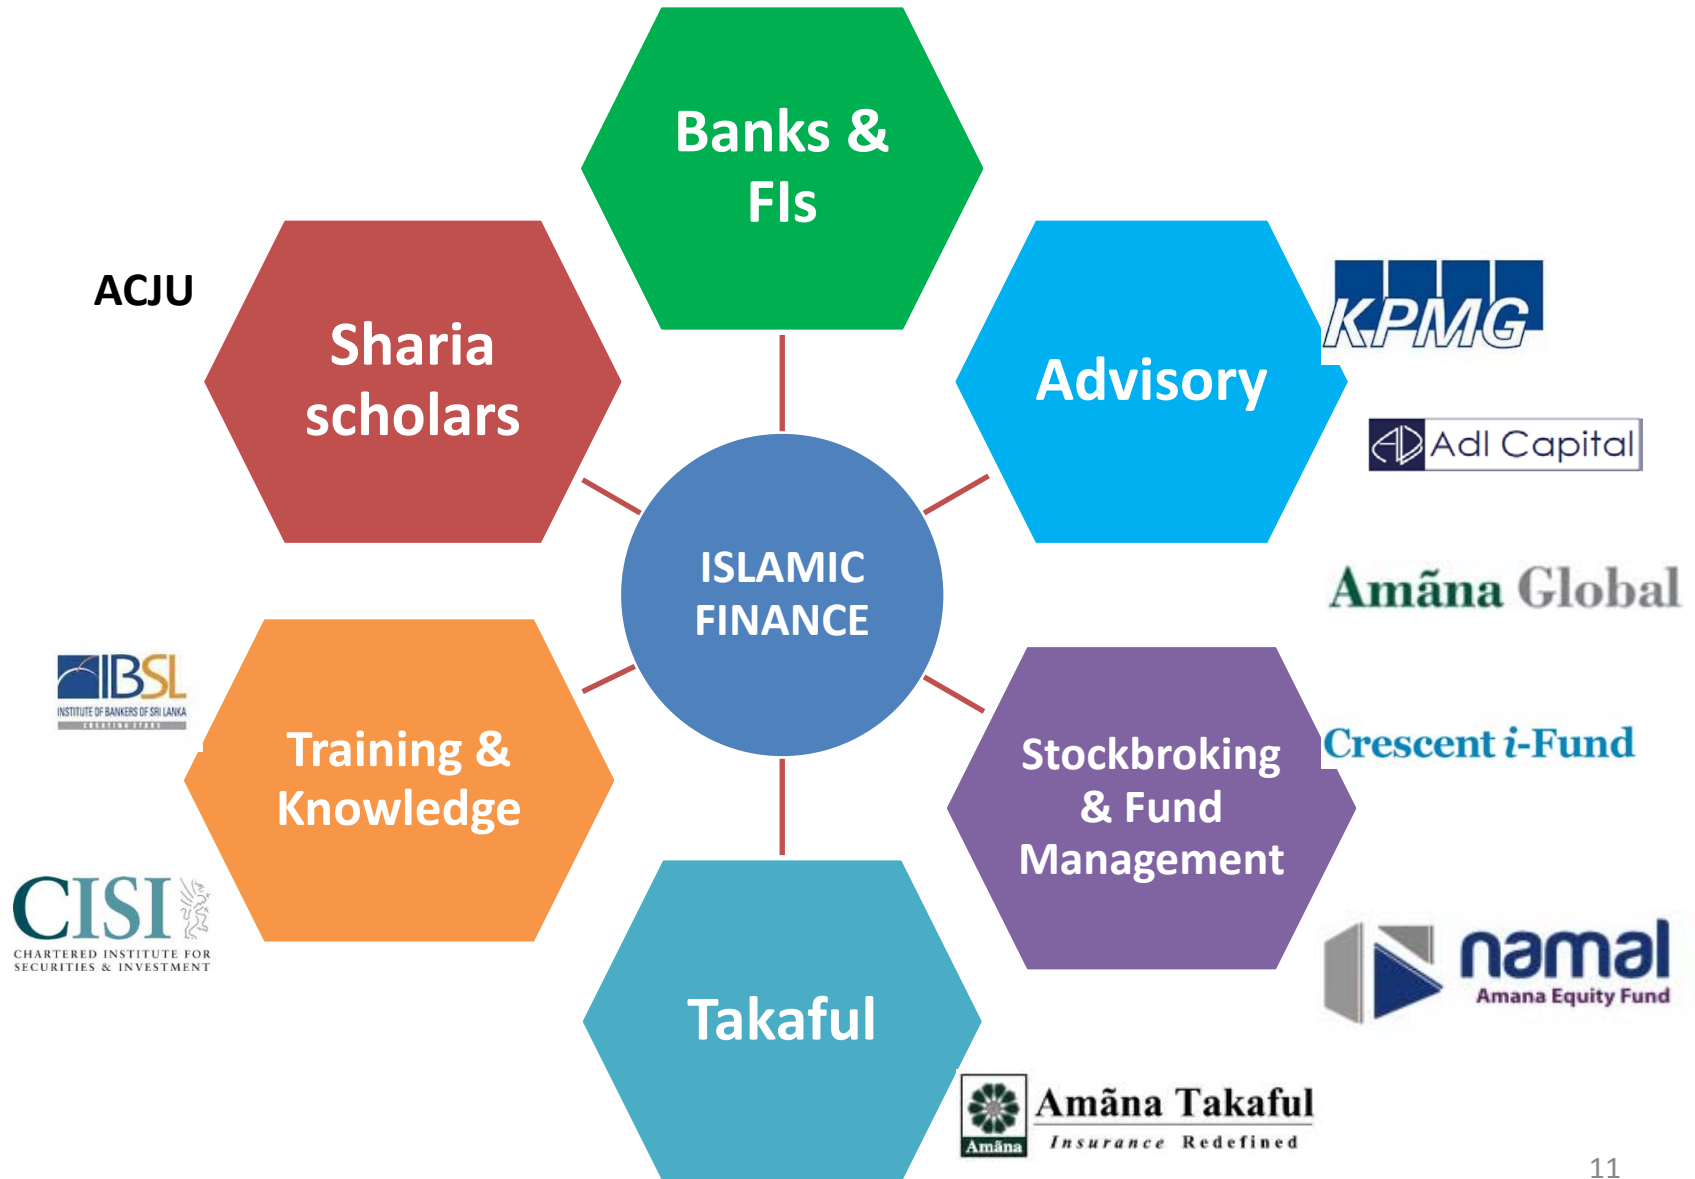 Banks &
FIs
ACJU
Sharia
scholars
Advisory
KPMG
Adl Capital
ISLAMIC
FINANCE
Amãna Global
IBSL
INSTITUTE OF BANKERS OF SRI LANKA
CREATING STARS
Training &
Knowledge
Stockbroking
& Fund
Management
Crescent i-Fund
CISI
CHARTERED INSTITUTE FOR
SECURITIES & INVESTMENT
namal
Amana Equity Fund
Takaful
Amãna
Amãna Takaful
Insurance Redefined
11